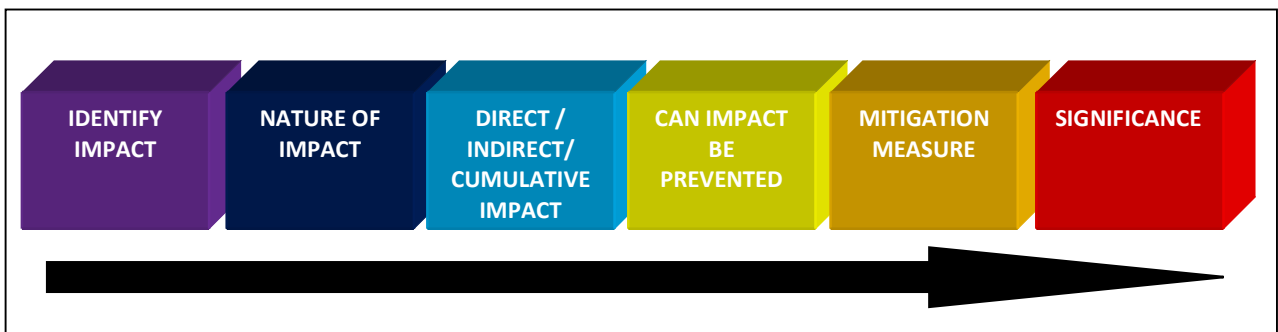 IDENTIFY
IMPACT
NATURE OF
IMPACT
DIRECT /
INDIRECT/
CUMULATIVE
IMPACT
CAN IMPACT
BE
PREVENTED
MITIGATION
MEASURE
SIGNIFICANCE